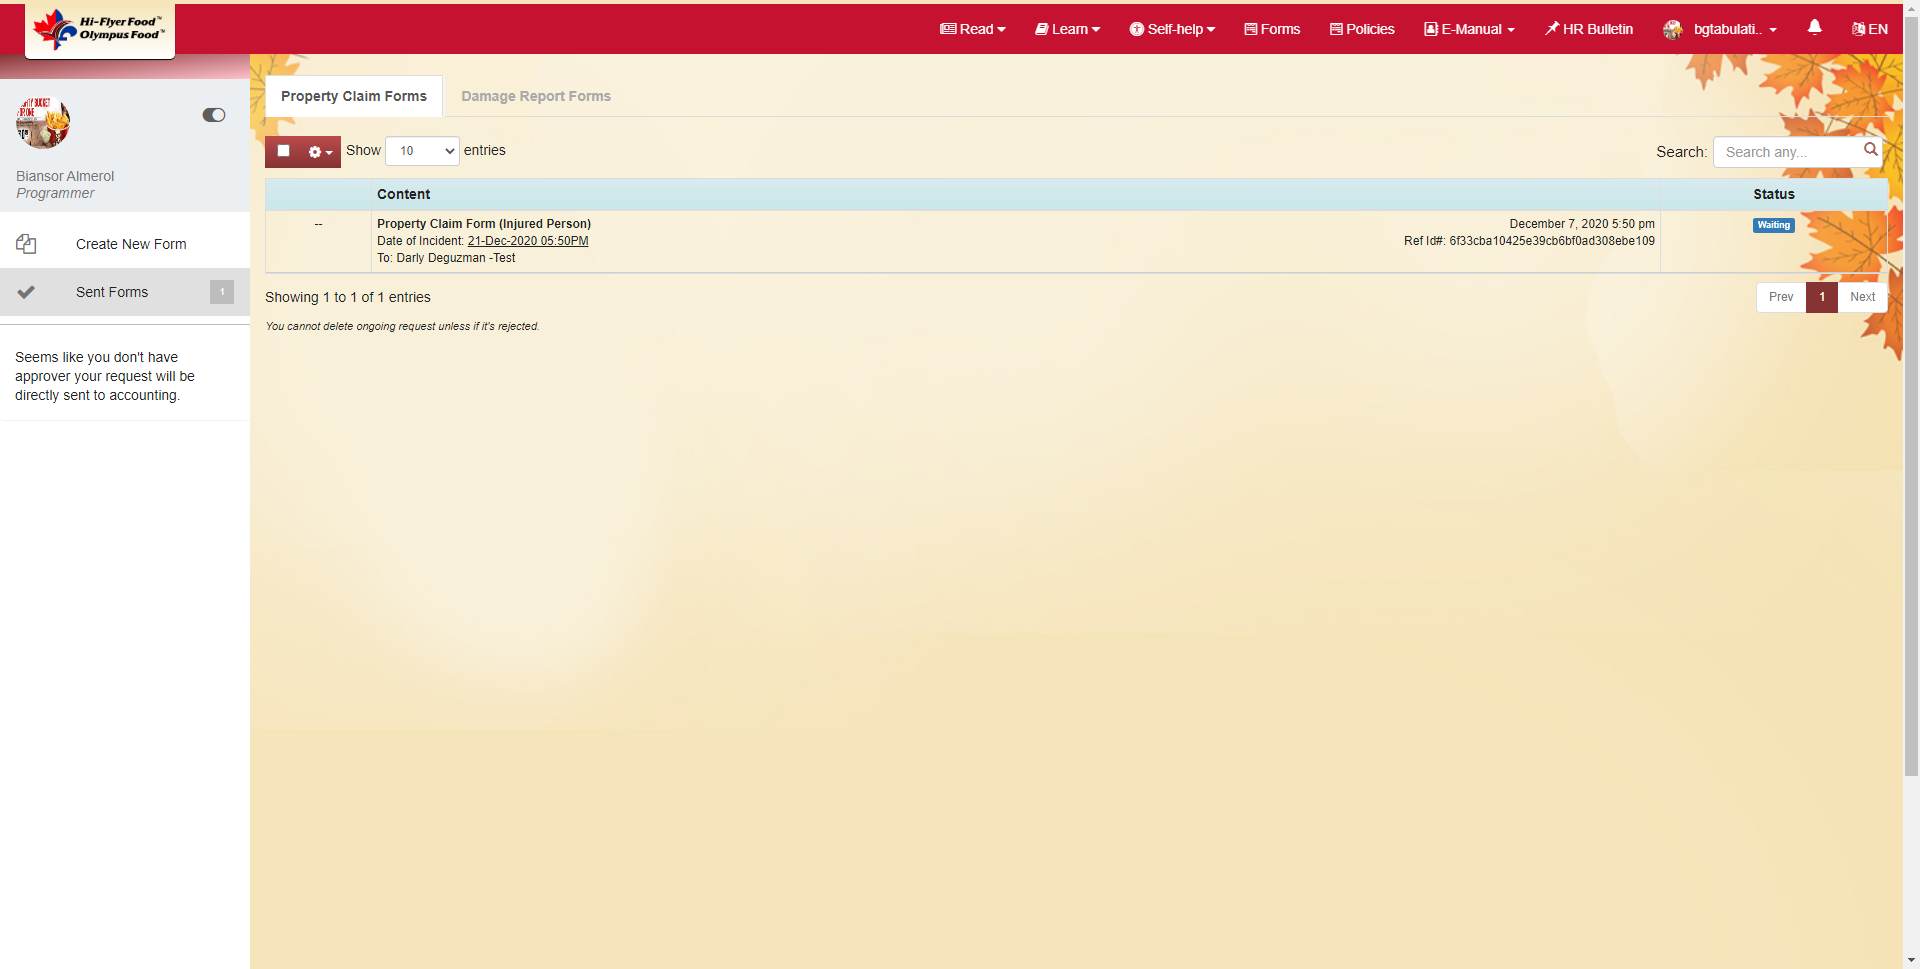 Hi-Flyer Food™
Olympus Food™
Read
Learn
Self-help
Forms
Policies
E-Manual
HR Bulletin
bgtabulati..
EN
Biansor Almerol
Programmer
Create New Form
Sent Forms 1
Seems like you don't have
approver your request will be
directly sent to accounting.
Property Claim Forms
Damage Report Forms
Show 10 entries
Search: Search any...
Content
Status
--
Property Claim Form (Injured Person)
December 7, 2020 5:50 pm
Waiting
Date of Incident: 21-Dec-2020 05:50PM
Ref Id#: 6f33cba10425e39cb6bf0ad308ebe109
To: Darly Deguzman -Test
Showing 1 to 1 of 1 entries
Prev 1 Next
You cannot delete ongoing request unless if it's rejected.